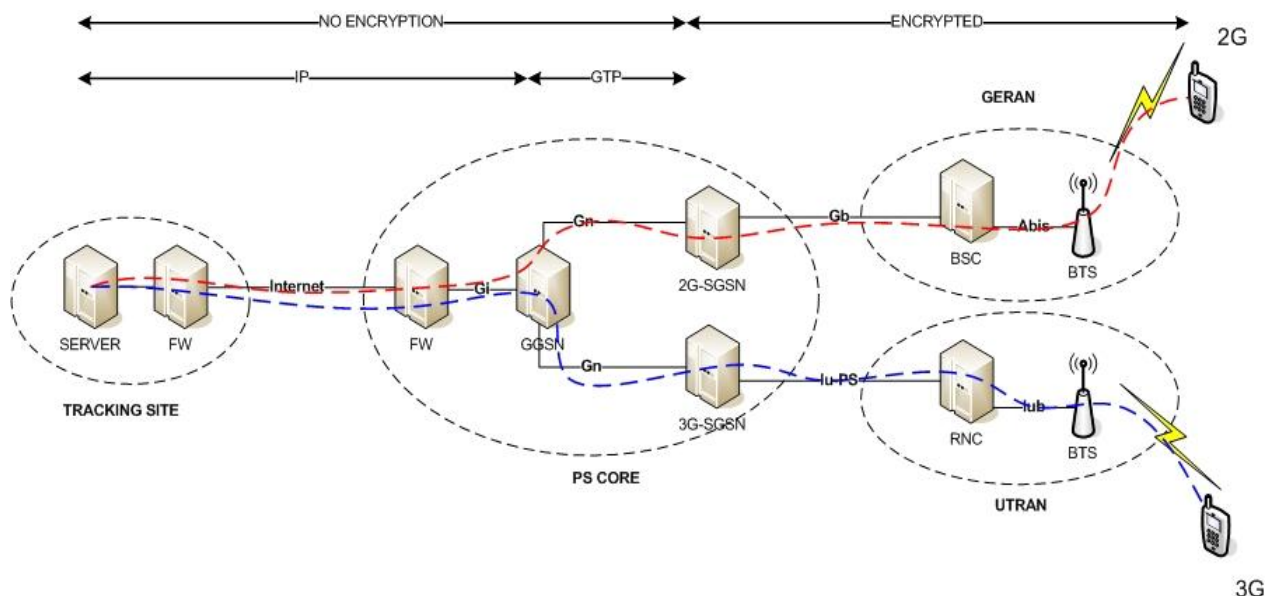 NO ENCRYPTION
ENCRYPTED
2G
IP
GTP
GERAN
Gn
Gb
Abis
BSC
BTS
2G-SGSN
Internet
Gi
SERVER
FW
FW
GGSN
TRACKING SITE
Gn
Iu-PS
Iub
3G-SGSN
RNC
BTS
PS CORE
UTRAN
3G